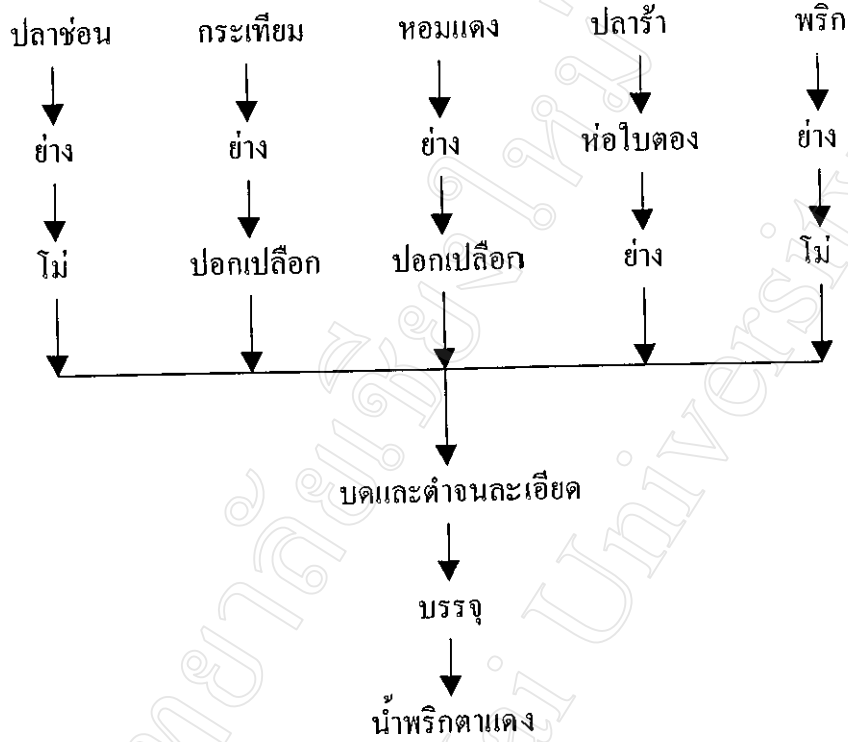 ปลาช่อน กระเทียม หอมแดง ปลาร้า พริก
ย่าง ย่าง ย่าง ห่อใบตอง ย่าง
โม่ ปอกเปลือก ปอกเปลือก ย่าง โม่
บดและตำจนละเอียด
บรรจุ
น้ำพริกตาแดง